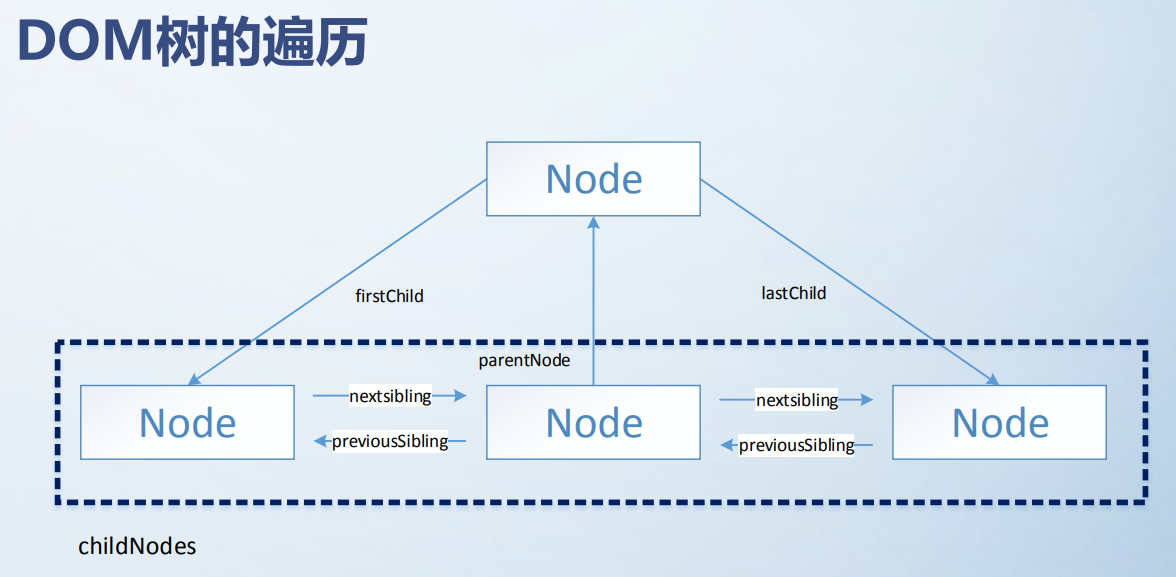 DOM树的遍历
Node
firstChild
lastChild
parentNode
Node
nextsibling
previousSibling
Node
nextsibling
previousSibling
Node
childNodes